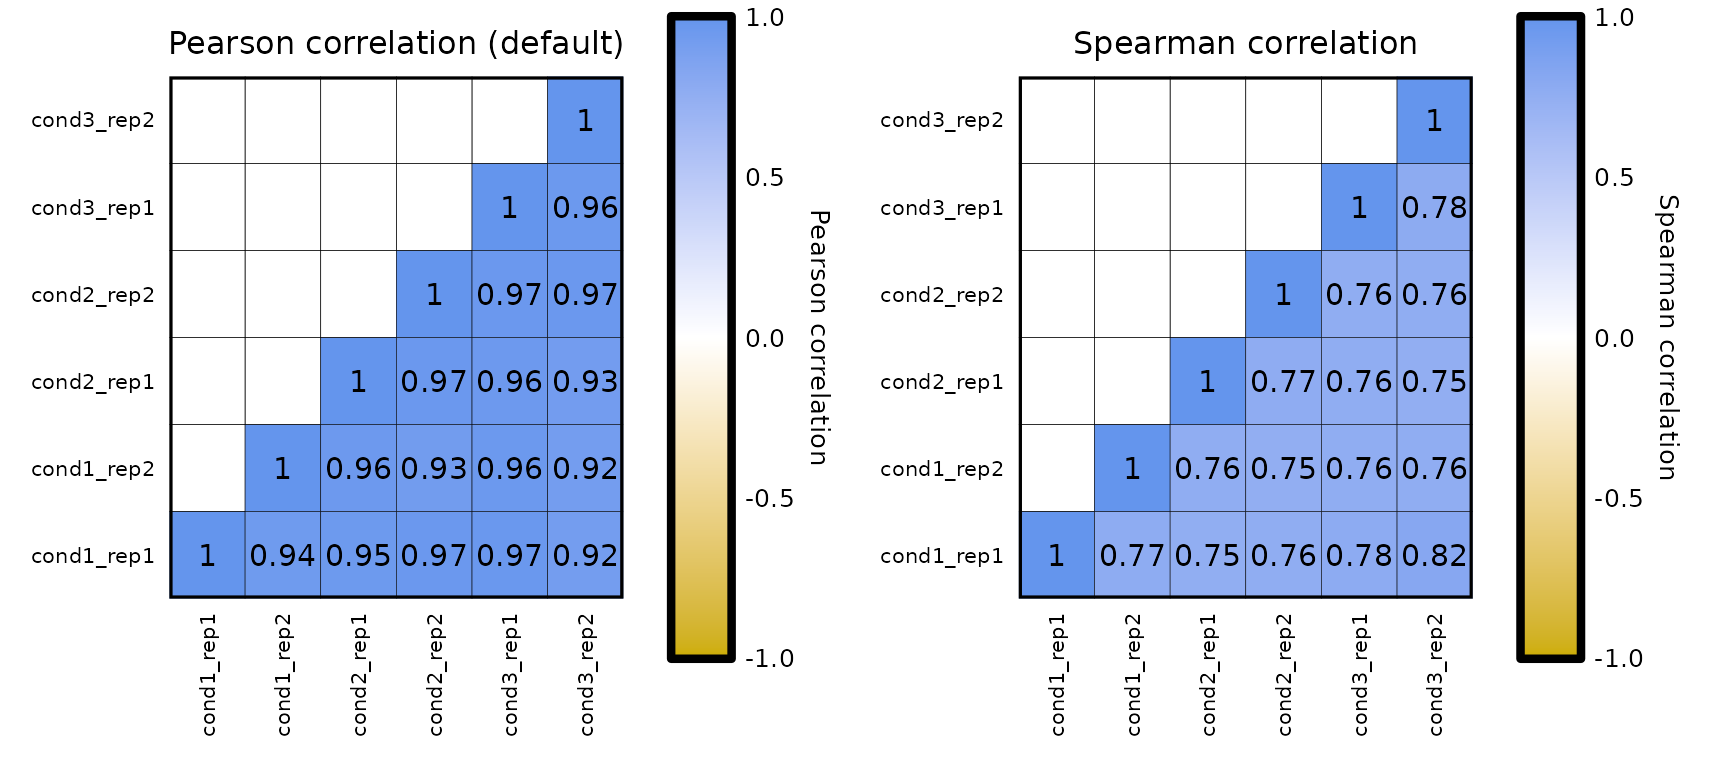 Pearson correlation (default)
cond3_rep2 1
cond3_rep1 1 0.96
cond2_rep2 1 0.97 0.97
cond2_rep1 1 0.97 0.96 0.93
cond1_rep2 1 0.96 0.93 0.96 0.92
cond1_rep1 1 0.94 0.95 0.97 0.97 0.92
cond1_rep1
cond1_rep2
cond2_rep1
cond2_rep2
cond3_rep1
cond3_rep2
1.0
0.5
0.0
-0.5
-1.0
Pearson correlation
Spearman correlation
cond3_rep2 1
cond3_rep1 1 0.78
cond2_rep2 1 0.76 0.76
cond2_rep1 1 0.77 0.76 0.75
cond1_rep2 1 0.76 0.75 0.76 0.76
cond1_rep1 1 0.77 0.75 0.76 0.78 0.82
cond1_rep1
cond1_rep2
cond2_rep1
cond2_rep2
cond3_rep1
cond3_rep2
1.0
0.5
0.0
-0.5
-1.0
Spearman correlation